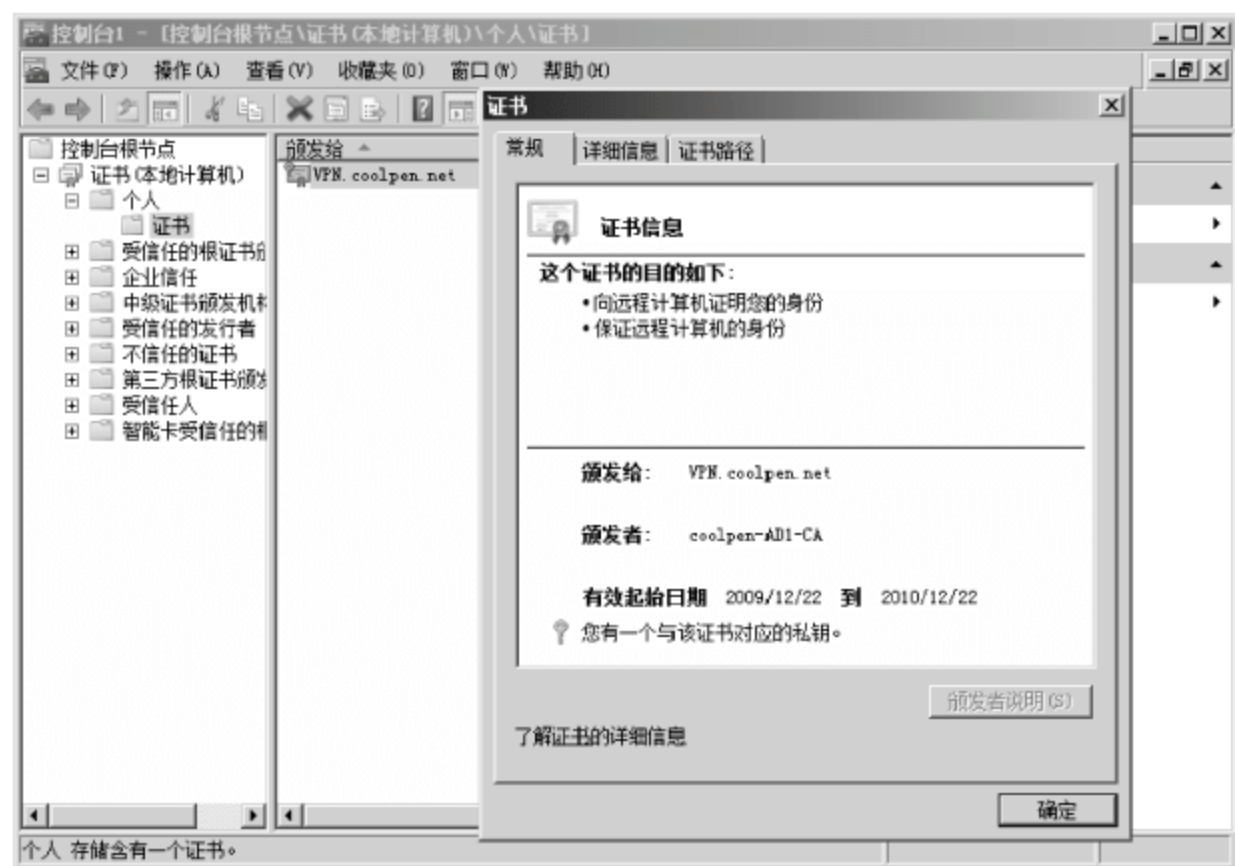 控制台1 - [控制台根节点\证书(本地计算机)\个人\证书]
文件(F) 操作(A) 查看(V) 收藏夹(O) 窗口(W) 帮助(H)
控制台根节点
证书(本地计算机)
个人
证书
受信任的根证书颁
企业信任
中级证书颁发机构
受信任的发行者
不信任的证书
第三方根证书颁发
受信任人
智能卡受信任的根
颁发给
VPN.coolpen.net
证书
常规 详细信息 证书路径
证书信息
这个证书的目的如下:
•向远程计算机证明您的身份
•保证远程计算机的身份
颁发给: VPN.coolpen.net
颁发者: coolpen-AD1-CA
有效起始日期 2009/12/22 到 2010/12/22
您有一个与该证书对应的私钥。
颁发者说明(S)
了解证书的详细信息
确定
个人 存储含有一个证书。